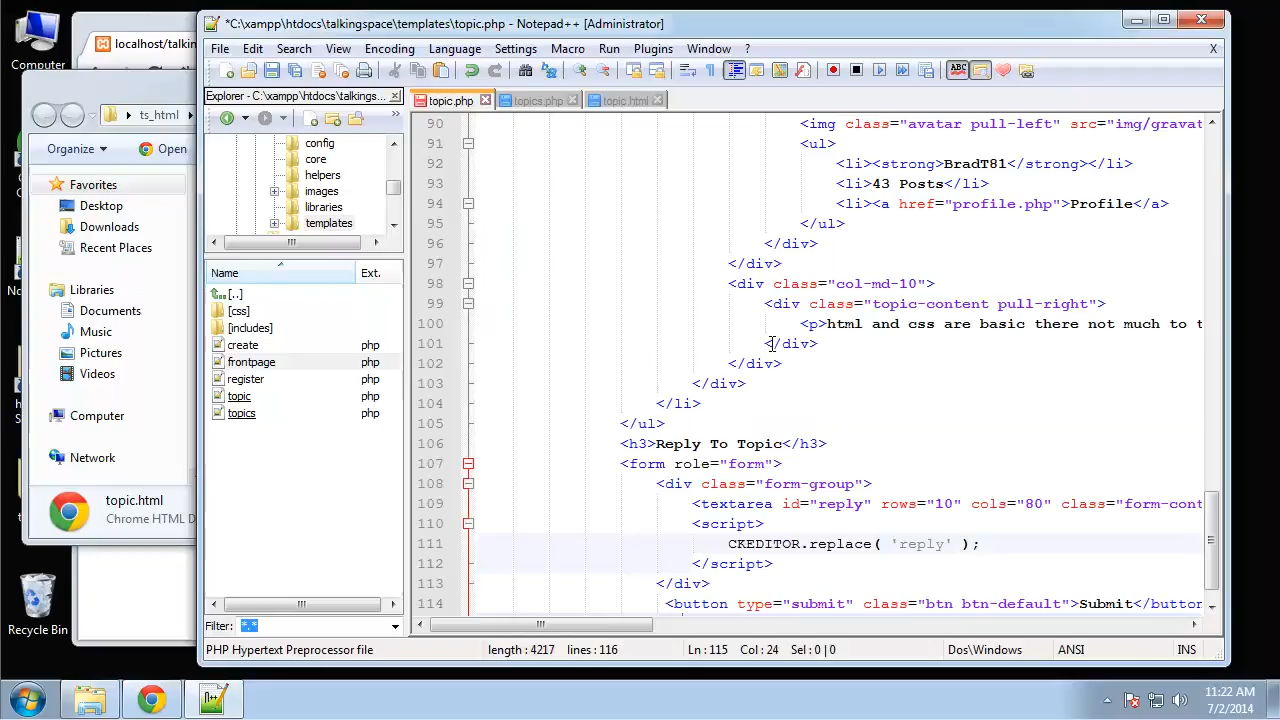 Computer
Recycle Bin
localhost/talkin
ts_html
Organize
Open
Favorites
Desktop
Downloads
Recent Places
Libraries
Documents
Music
Pictures
Videos
Computer
Network
topic.html
Chrome HTML D
*C:\xampp\htdocs\talkingspace\templates\topic.php - Notepad++ [Administrator]
File Edit Search View Encoding Language Settings Macro Run Plugins Window ? X
ABC
Explorer - C:\xampp\htdocs\talkings...
config
core
helpers
images
libraries
templates
Name Ext.
[..]
[css]
[includes]
create php
frontpage php
register php
topic php
topics php
Filter: *.*
topic.php topics.php topic.html
90 <img class="avatar pull-left" src="img/gravat
91 <ul>
92 <li><strong>BradT81</strong></li>
93 <li>43 Posts</li>
94 <li><a href="profile.php">Profile</a>
95 </ul>
96 </div>
97 </div>
98 <div class="col-md-10">
99 <div class="topic-content pull-right">
100 <p>html and css are basic there not much to t
101 </div>
102 </div>
103 </div>
104 </li>
105 </ul>
106 <h3>Reply To Topic</h3>
107 <form role="form">
108 <div class="form-group">
109 <textarea id="reply" rows="10" cols="80" class="form-cont
110 <script>
111 CKEDITOR.replace( 'reply' );
112 </script>
113 </div>
114 <button type="submit" class="btn btn-default">Submit</button
PHP Hypertext Preprocessor file length : 4217 lines : 116 Ln : 115 Col : 24 Sel : 0 | 0 Dos\Windows ANSI INS
11:22 AM
7/2/2014